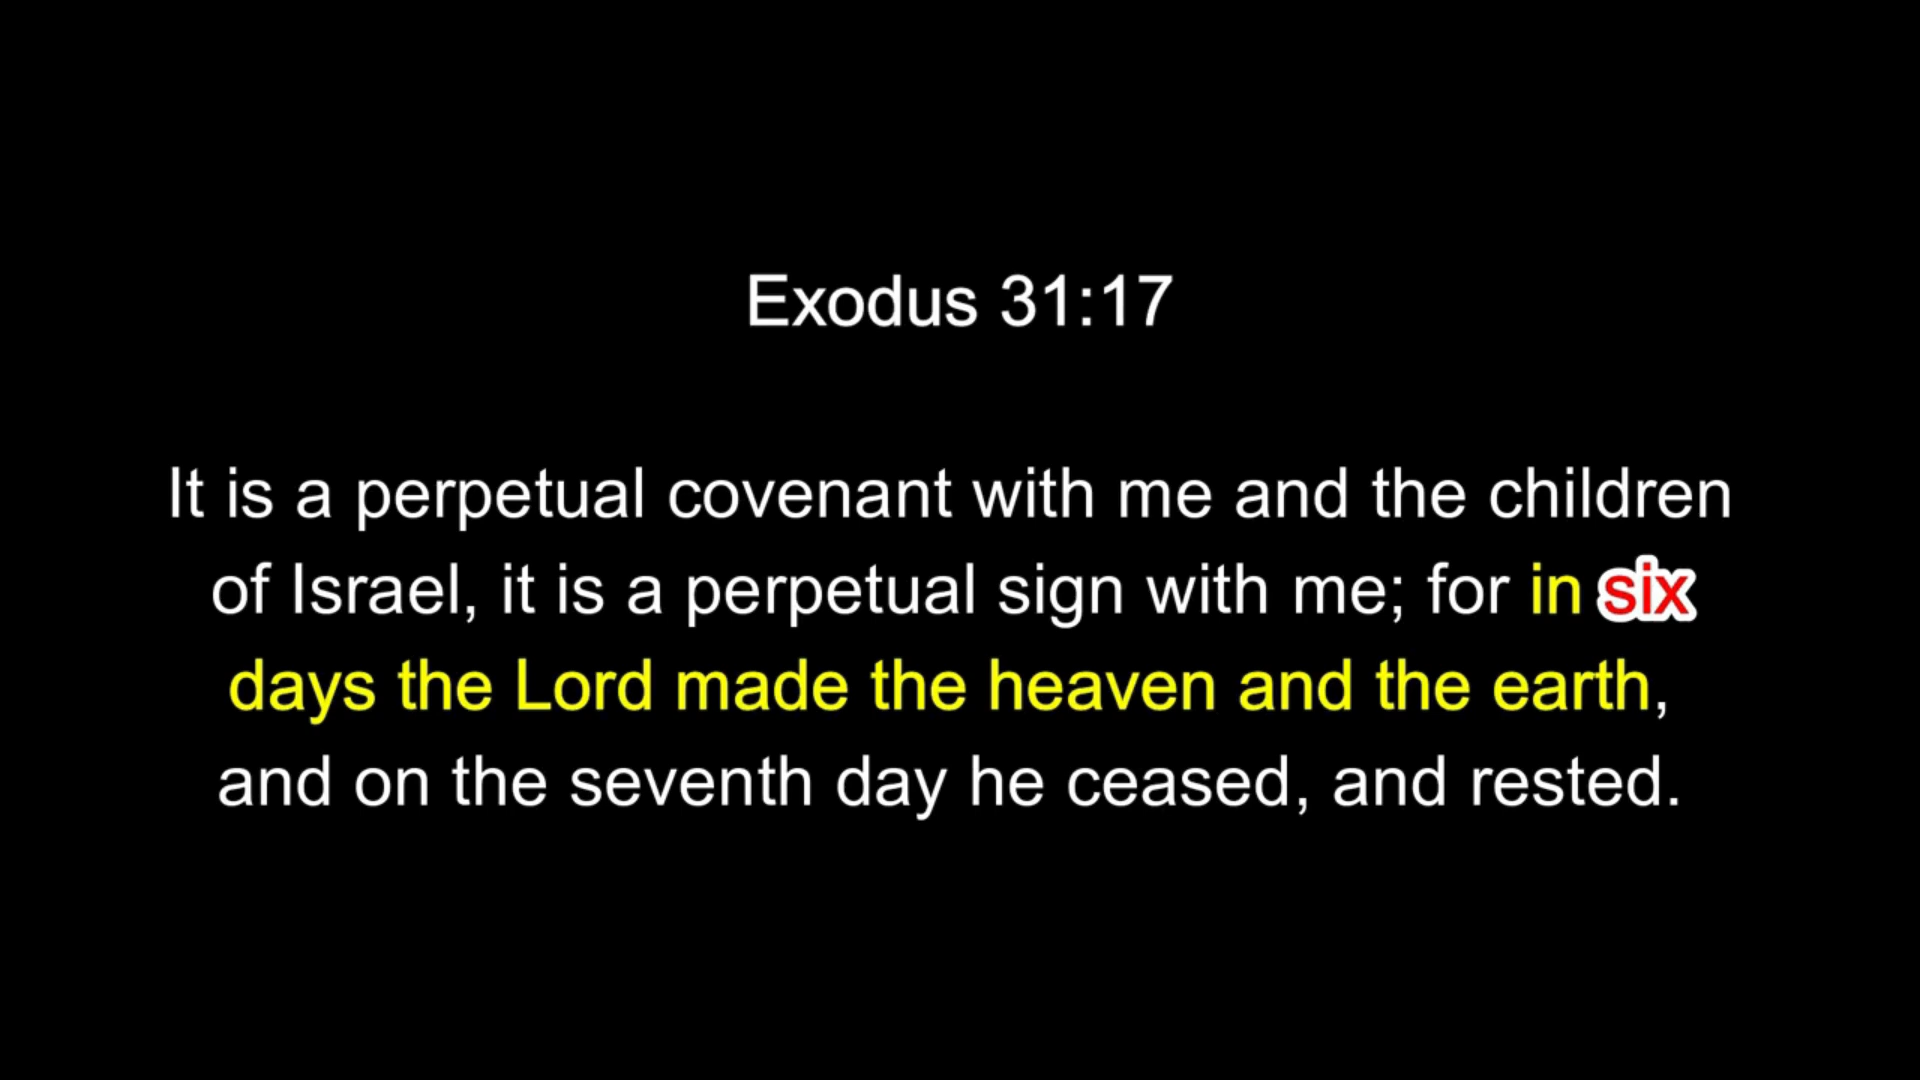 Exodus 31:17
It is a perpetual covenant with me and the children
of Israel, it is a perpetual sign with me; for in six
days the Lord made the heaven and the earth,
and on the seventh day he ceased, and rested.